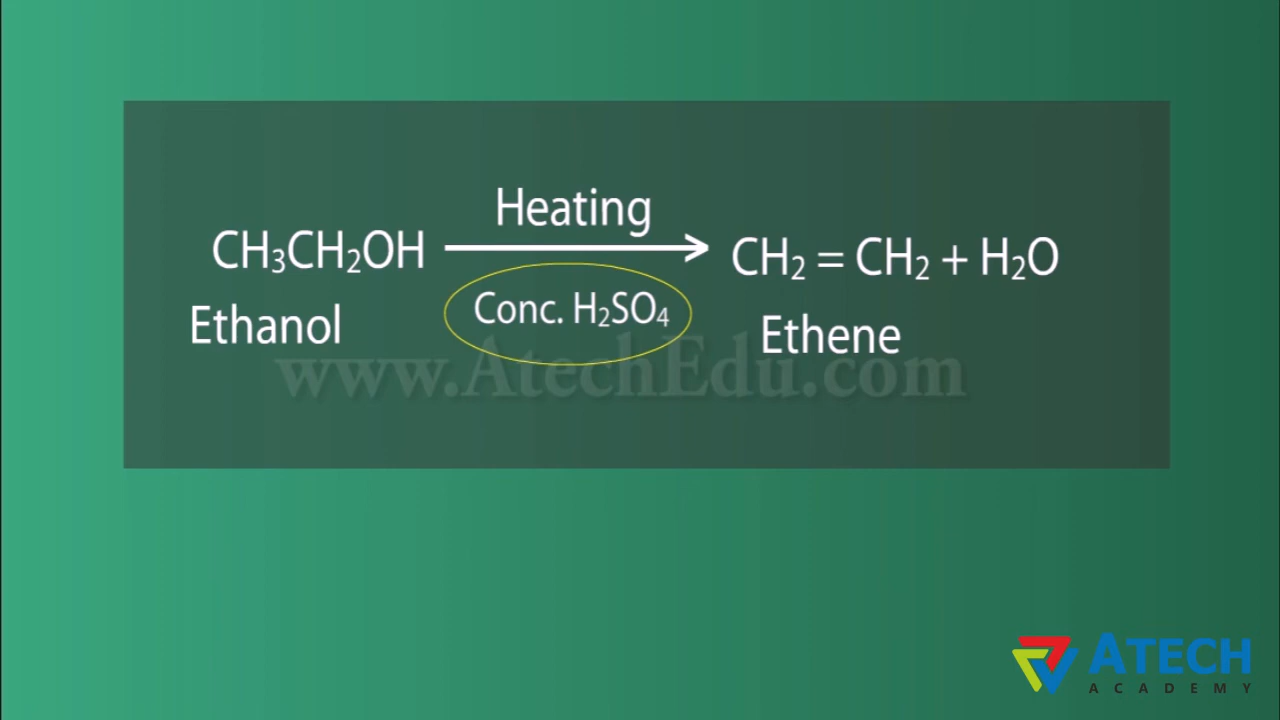 Heating
CH₃CH₂OH → CH₂ = CH₂ + H₂O
Conc. H₂SO₄
Ethanol
Ethene
www.AtechEdu.com
ATECH
ACADEMY